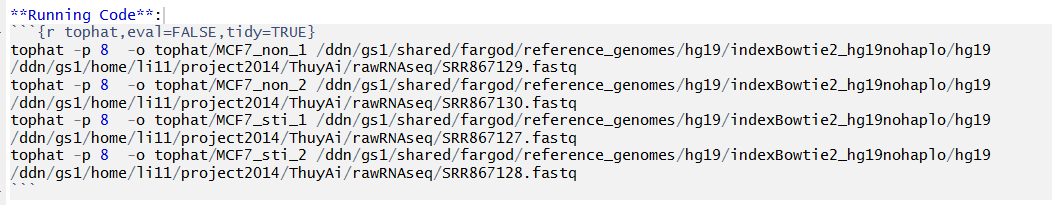 **Running Code**:
```{r tophat,eval=FALSE,tidy=TRUE}
tophat -p 8  -o tophat/MCF7_non_1 /ddn/gs1/shared/fargod/reference_genomes/hg19/indexBowtie2_hg19nohaplo/hg19
/ddn/gs1/home/li11/project2014/ThuyAi/rawRNAseq/SRR867129.fastq
tophat -p 8  -o tophat/MCF7_non_2 /ddn/gs1/shared/fargod/reference_genomes/hg19/indexBowtie2_hg19nohaplo/hg19
/ddn/gs1/home/li11/project2014/ThuyAi/rawRNAseq/SRR867130.fastq
tophat -p 8  -o tophat/MCF7_sti_1 /ddn/gs1/shared/fargod/reference_genomes/hg19/indexBowtie2_hg19nohaplo/hg19
/ddn/gs1/home/li11/project2014/ThuyAi/rawRNAseq/SRR867127.fastq
tophat -p 8  -o tophat/MCF7_sti_2 /ddn/gs1/shared/fargod/reference_genomes/hg19/indexBowtie2_hg19nohaplo/hg19
/ddn/gs1/home/li11/project2014/ThuyAi/rawRNAseq/SRR867128.fastq
```